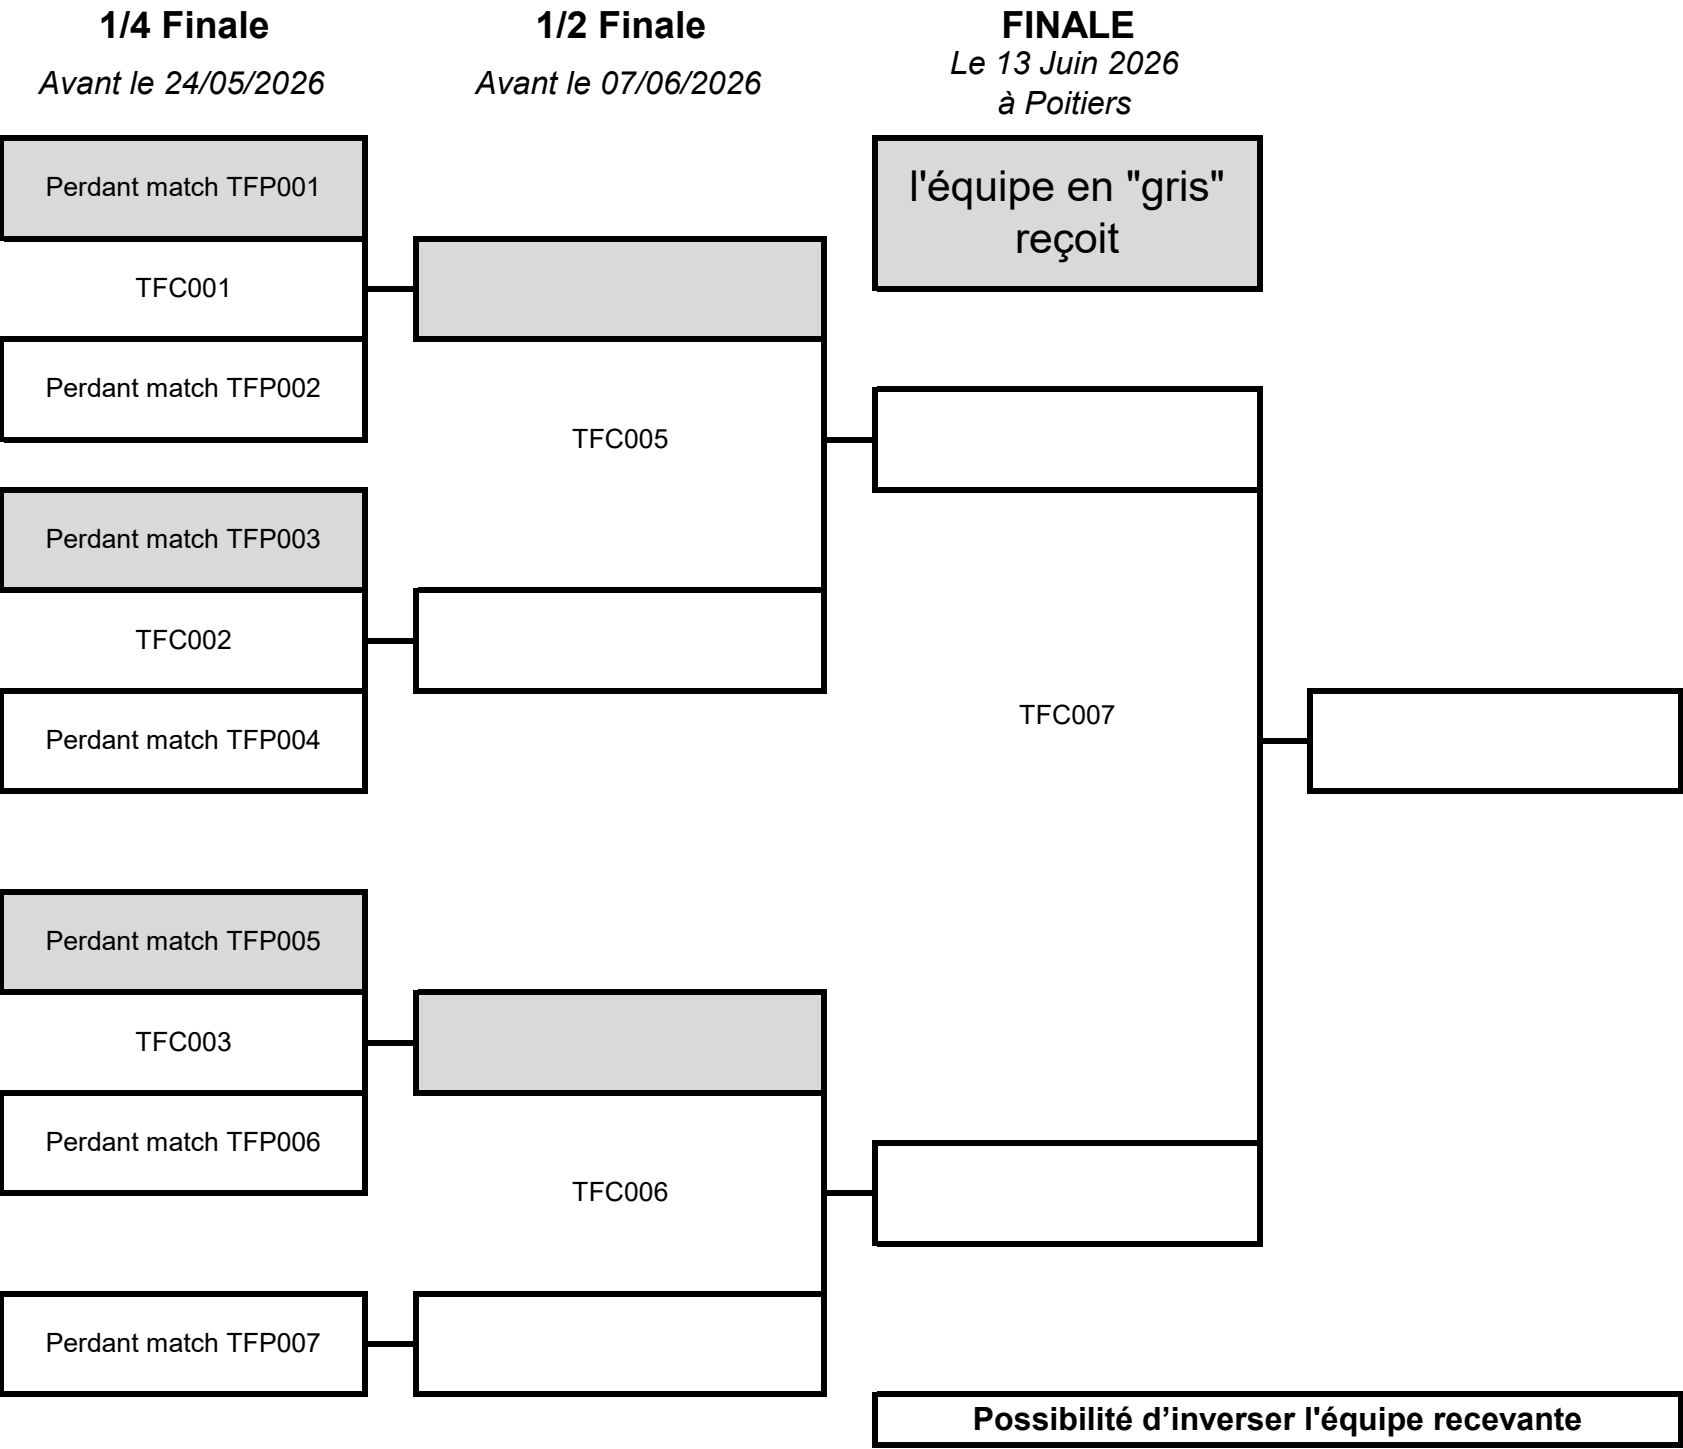 1/4 Finale
1/2 Finale
FINALE
Avant le 24/05/2026
Avant le 07/06/2026
Le 13 Juin 2026
à Poitiers
Perdant match TFP001
TFC001
Perdant match TFP002
Perdant match TFP003
TFC002
Perdant match TFP004
Perdant match TFP005
TFC003
Perdant match TFP006
Perdant match TFP007
TFC005
TFC006
l'équipe en "gris"
reçoit
TFC007
Possibilité d’inverser l'équipe recevante